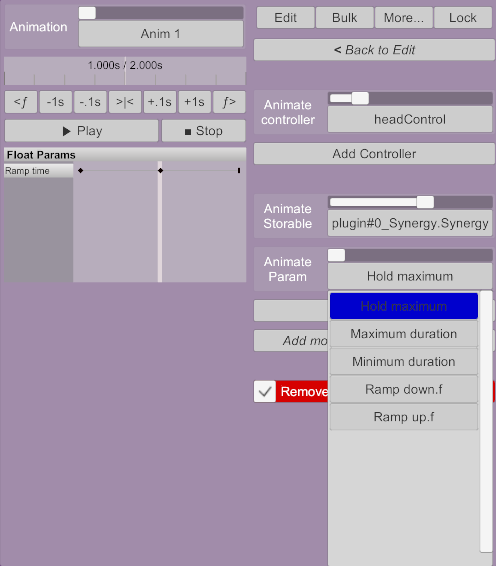 Animation
Anim 1
1.000s / 2.000s
<ƒ
-1s
-.1s
>|<
+.1s
+1s
ƒ>
▶ Play
■ Stop
Float Params
Ramp time
Edit
Bulk
More...
Lock
< Back to Edit
Animate
controller
headControl
Add Controller
Animate
Storable
plugin#0_Synergy.Synergy
Animate
Param
Hold maximum
Hold maximum
Maximum duration
Minimum duration
Ramp down.f
Ramp up.f
Add mo
Remove